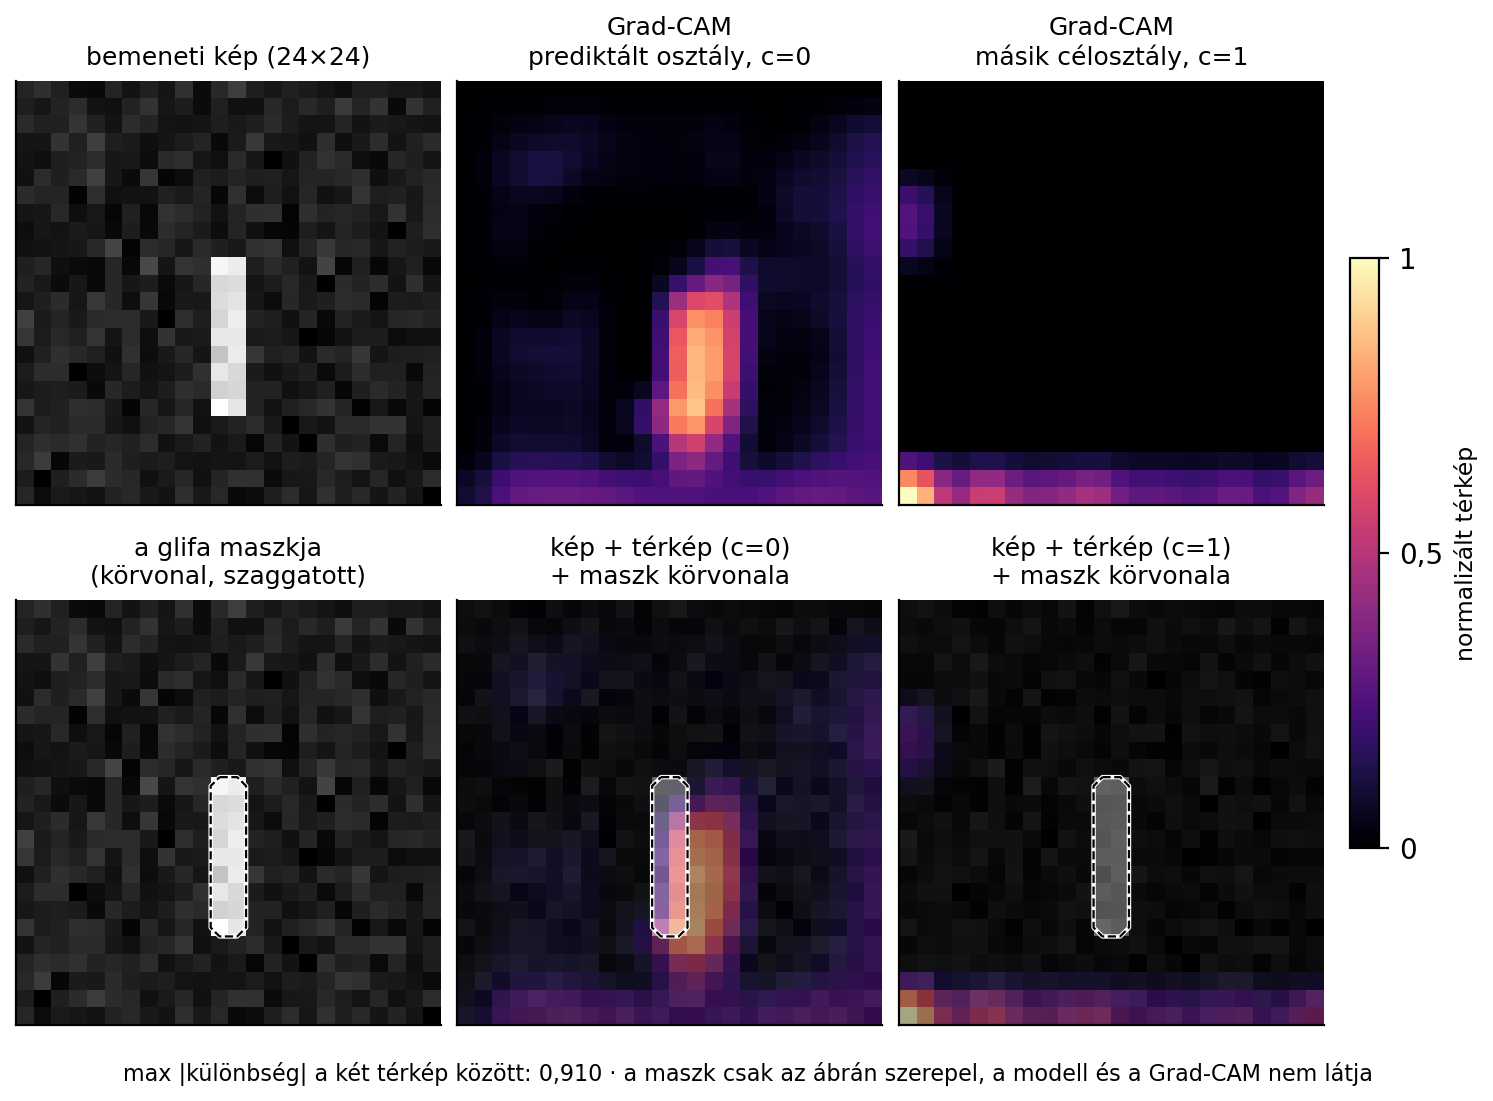 bemeneti kép (24×24)
Grad-CAM
prediktált osztály, c=0
Grad-CAM
másik célosztály, c=1
a glifa maszkja
(körvonal, szaggatott)
kép + térkép (c=0)
+ maszk körvonala
kép + térkép (c=1)
+ maszk körvonala
1
0,5
0
normalizált térkép
max |különbség| a két térkép között: 0,910 · a maszk csak az ábrán szerepel, a modell és a Grad-CAM nem látja